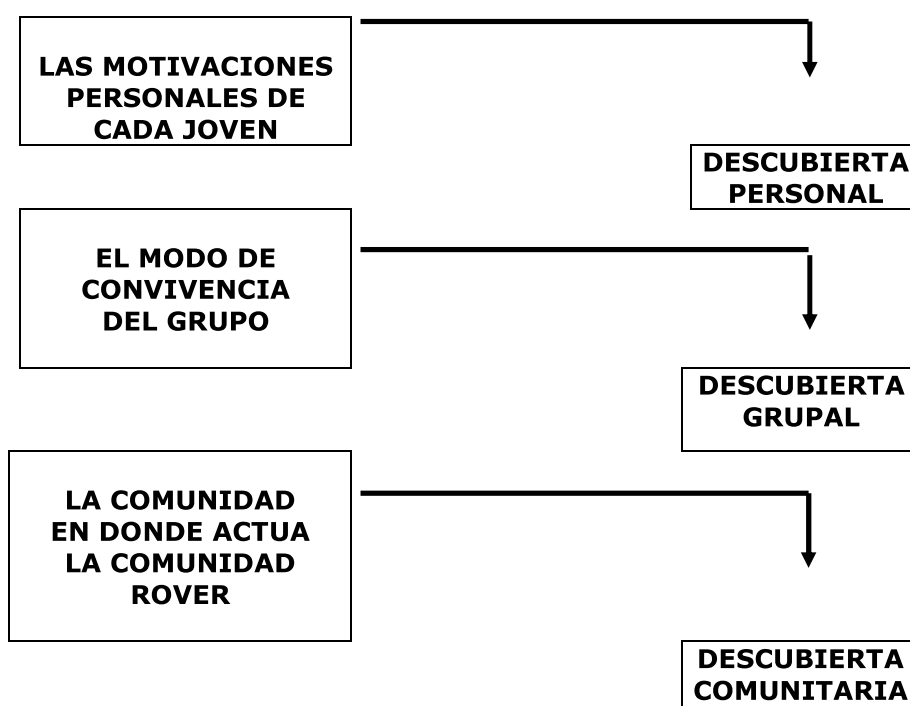 LAS MOTIVACIONES
PERSONALES DE
CADA JOVEN
DESCUBIERTA
PERSONAL
EL MODO DE
CONVIVENCIA
DEL GRUPO
DESCUBIERTA
GRUPAL
LA COMUNIDAD
EN DONDE ACTUA
LA COMUNIDAD
ROVER
DESCUBIERTA
COMUNITARIA